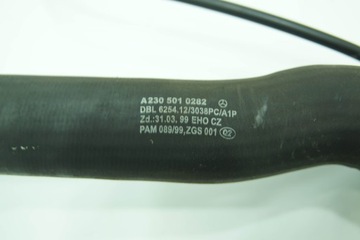 A230 501 0282
DBL 6254.12/3038PC/A1P
Zd.:31.03.99 EHO CZ
PAM 089/99, ZGS 001 02